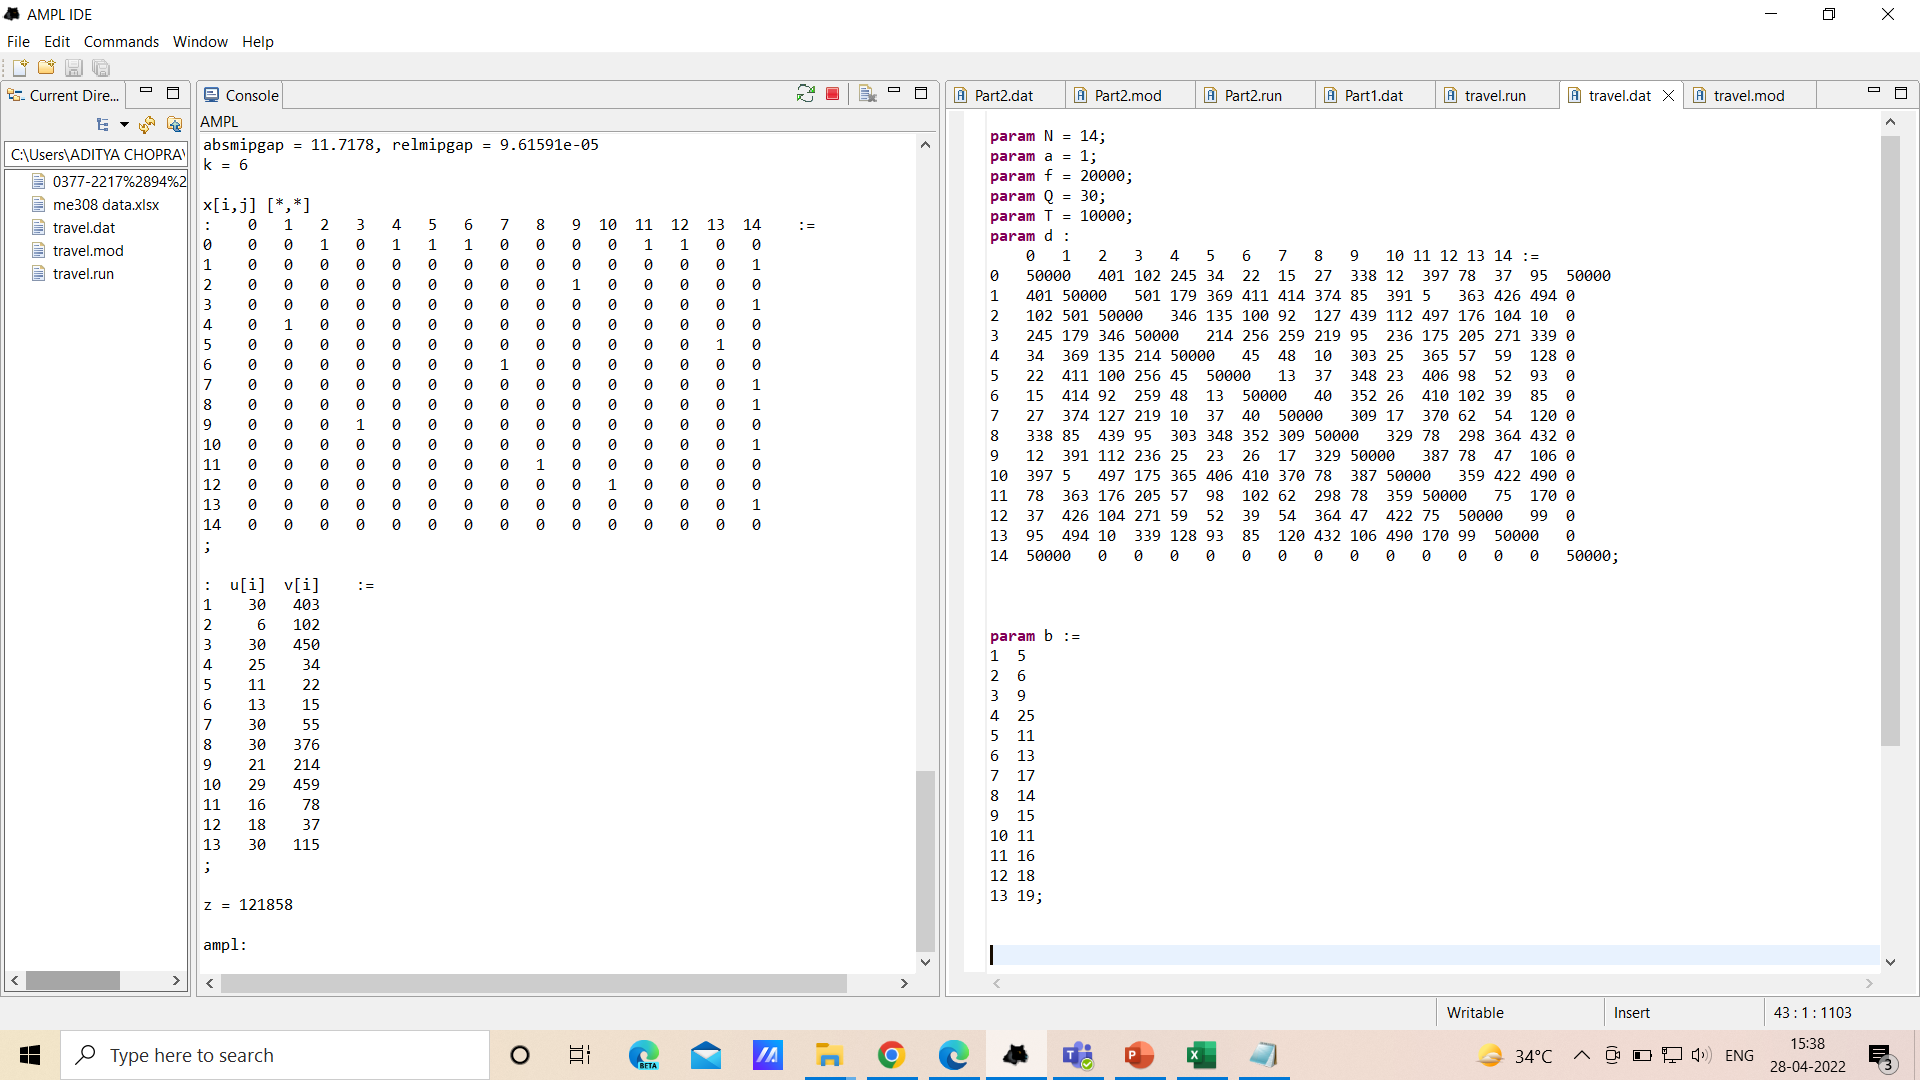 AMPL IDE
File Edit Commands Window Help
Current Dire...
C:\Users\ADITYA CHOPRA\
0377-2217%2894%2
me308 data.xlsx
travel.dat
travel.mod
travel.run
Console
AMPL
absmipgap = 11.7178, relmipgap = 9.61591e-05
k = 6
x[i,j] [*,*]
: 0 1 2 3 4 5 6 7 8 9 10 11 12 13 14 :=
0 0 0 1 0 1 1 1 0 0 0 0 1 1 0 0
1 0 0 0 0 0 0 0 0 0 0 0 0 0 0 1
2 0 0 0 0 0 0 0 0 0 1 0 0 0 0 0
3 0 0 0 0 0 0 0 0 0 0 0 0 0 0 1
4 0 1 0 0 0 0 0 0 0 0 0 0 0 0 0
5 0 0 0 0 0 0 0 0 0 0 0 0 0 1 0
6 0 0 0 0 0 0 0 1 0 0 0 0 0 0 0
7 0 0 0 0 0 0 0 0 0 0 0 0 0 0 1
8 0 0 0 0 0 0 0 0 0 0 0 0 0 0 1
9 0 0 0 1 0 0 0 0 0 0 0 0 0 0 0
10 0 0 0 0 0 0 0 0 0 0 0 0 0 0 1
11 0 0 0 0 0 0 0 0 1 0 0 0 0 0 0
12 0 0 0 0 0 0 0 0 0 0 1 0 0 0 0
13 0 0 0 0 0 0 0 0 0 0 0 0 0 0 1
14 0 0 0 0 0 0 0 0 0 0 0 0 0 0 0
;
: u[i] v[i] :=
1 30 403
2 6 102
3 30 450
4 25 34
5 11 22
6 13 15
7 30 55
8 30 376
9 21 214
10 29 459
11 16 78
12 18 37
13 30 115
;
z = 121858
ampl:
Part2.dat Part2.mod Part2.run Part1.dat travel.run travel.dat travel.mod
param N = 14;
param a = 1;
param f = 20000;
param Q = 30;
param T = 10000;
param d :
0 1 2 3 4 5 6 7 8 9 10 11 12 13 14 :=
0 50000 401 102 245 34 22 15 27 338 12 397 78 37 95 50000
1 401 50000 501 179 369 411 414 374 85 391 5 363 426 494 0
2 102 501 50000 346 135 100 92 127 439 112 497 176 104 10 0
3 245 179 346 50000 214 256 259 219 95 236 175 205 271 339 0
4 34 369 135 214 50000 45 48 10 303 25 365 57 59 128 0
5 22 411 100 256 45 50000 13 37 348 23 406 98 52 93 0
6 15 414 92 259 48 13 50000 40 352 26 410 102 39 85 0
7 27 374 127 219 10 37 40 50000 309 17 370 62 54 120 0
8 338 85 439 95 303 348 352 309 50000 329 78 298 364 432 0
9 12 391 112 236 25 23 26 17 329 50000 387 78 47 106 0
10 397 5 497 175 365 406 410 370 78 387 50000 359 422 490 0
11 78 363 176 205 57 98 102 62 298 78 359 50000 75 170 0
12 37 426 104 271 59 52 39 54 364 47 422 75 50000 99 0
13 95 494 10 339 128 93 85 120 432 106 490 170 99 50000 0
14 50000 0 0 0 0 0 0 0 0 0 0 0 0 0 50000;
param b :=
1 5
2 6
3 9
4 25
5 11
6 13
7 17
8 14
9 15
10 11
11 16
12 18
13 19;
Writable Insert 43 : 1 : 1103
Type here to search
BETA
34°C ENG
15:38
28-04-2022
3